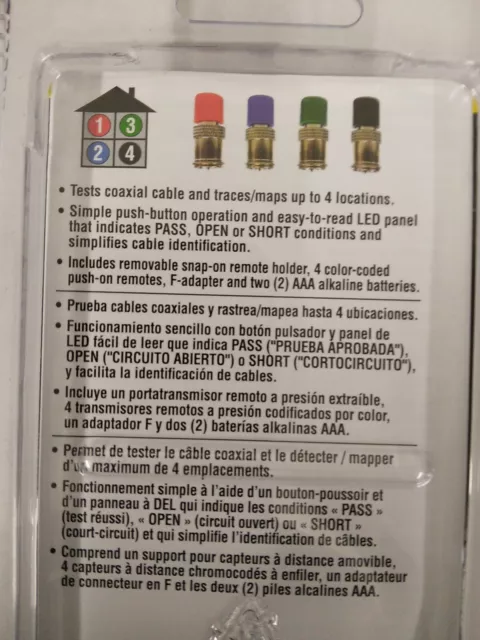 1 3
2 4
• Tests coaxial cable and traces/maps up to 4 locations.
• Simple push-button operation and easy-to-read LED panel
that indicates PASS, OPEN or SHORT conditions and
simplifies cable identification.
• Includes removable snap-on remote holder, 4 color-coded
push-on remotes, F-adapter and two (2) AAA alkaline batteries.
• Prueba cables coaxiales y rastrea/mapea hasta 4 ubicaciones.
• Funcionamiento sencillo con botón pulsador y panel de
LED fácil de leer que indica PASS ("PRUEBA APROBADA"),
OPEN ("CIRCUITO ABIERTO") o SHORT ("CORTOCIRCUITO"),
y facilita la identificación de cables.
• Incluye un portatransmisor remoto a presión extraíble,
4 transmisores remotos a presión codificados por color,
un adaptador F y dos (2) baterías alkalinas AAA.
• Permet de tester le câble coaxial et le détecter / mapper
d'un maximum de 4 emplacements.
• Fonctionnement simple à l'aide d'un bouton-poussoir et
d'un panneau à DEL qui indique les conditions « PASS »
(test réussi), « OPEN » (circuit ouvert) ou « SHORT »
(court-circuit) et qui simplifie l'identification de câbles.
• Comprend un support pour capteurs à distance amovible,
4 capteurs à distance chromocodés à enfiler, un adaptateur
de connecteur en F et les deux (2) piles alcalines AAA.